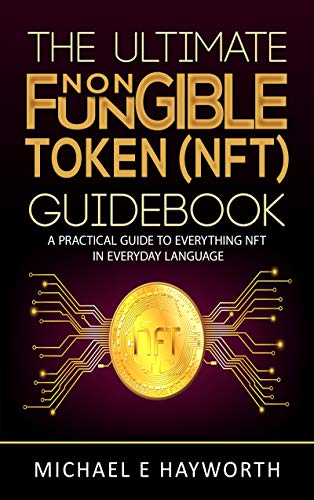 THE ULTIMATE
NON
FUNGIBLE
TOKEN (NFT)
GUIDEBOOK
A PRACTICAL GUIDE TO EVERYTHING NFT
IN EVERYDAY LANGUAGE
NFT
MICHAEL E HAYWORTH